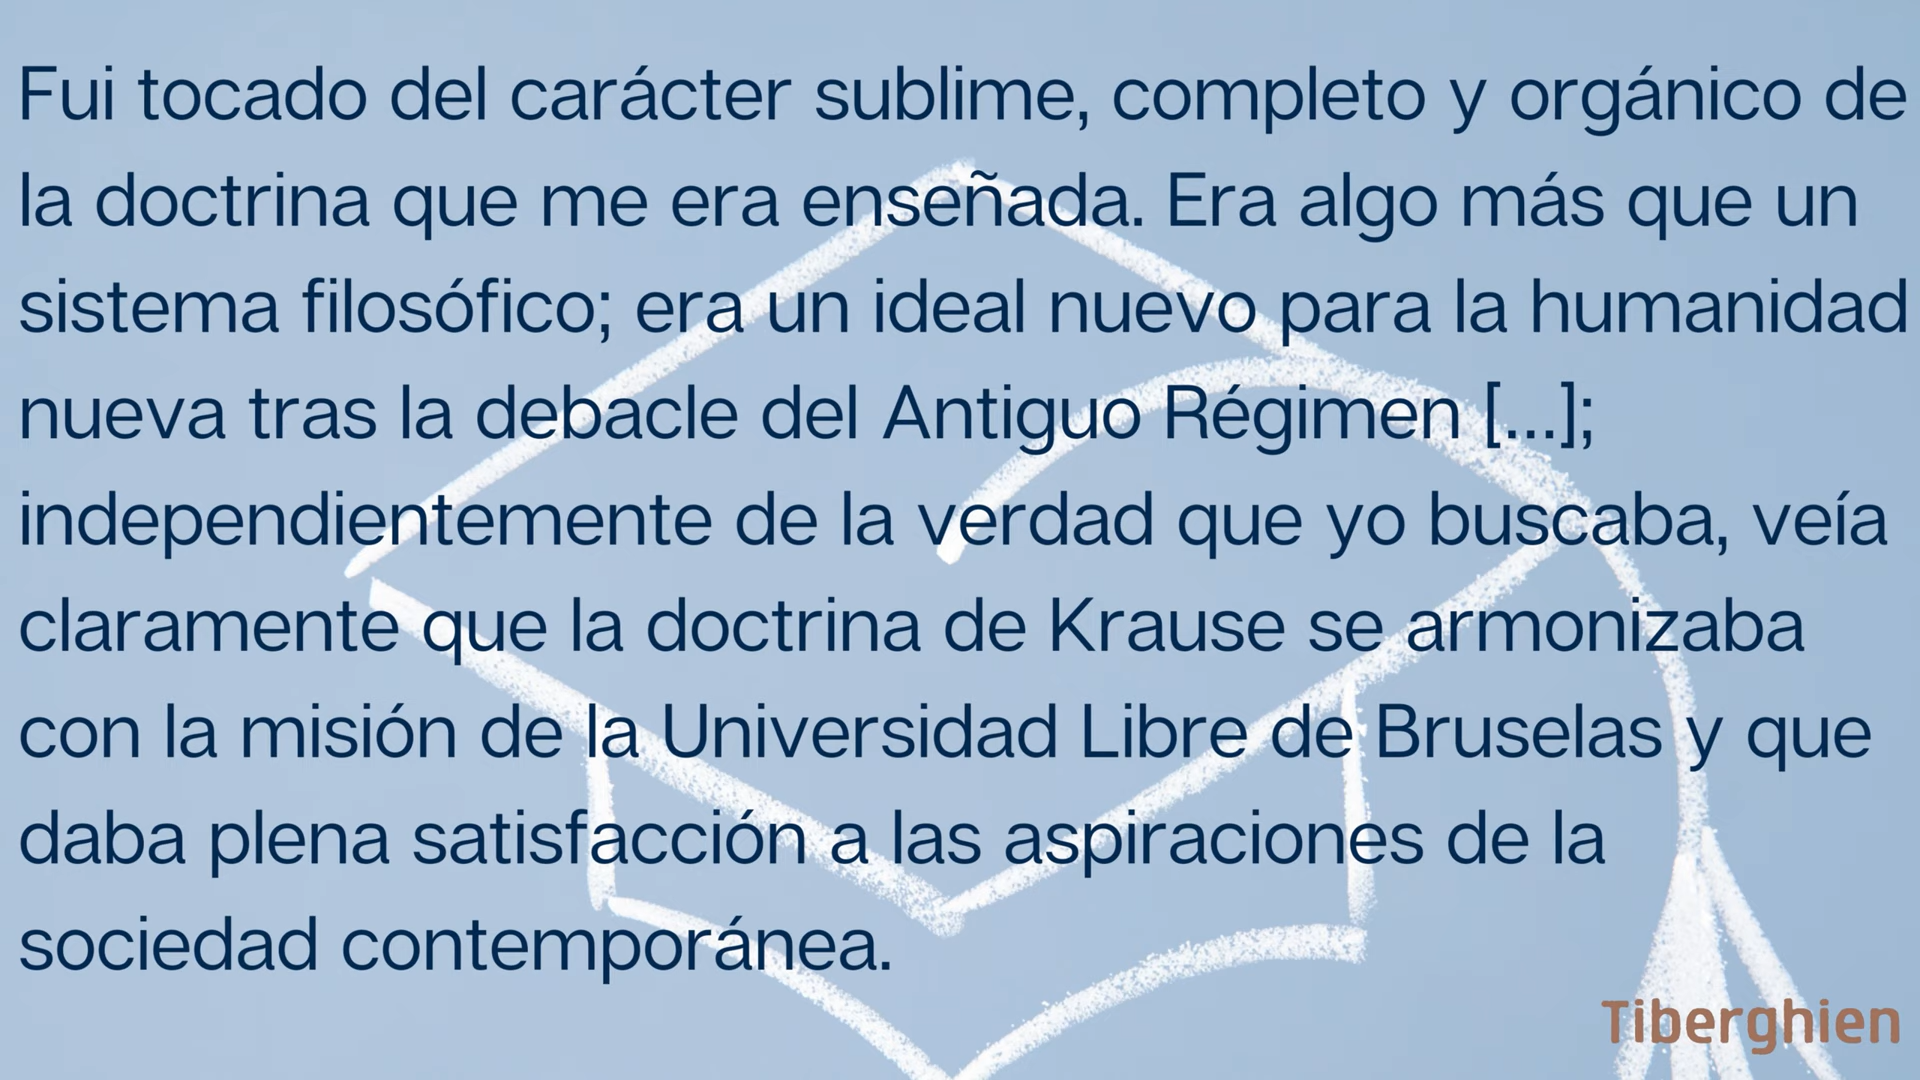 Fui tocado del carácter sublime, completo y orgánico de
la doctrina que me era enseñada. Era algo más que un
sistema filosófico; era un ideal nuevo para la humanidad
nueva tras la debacle del Antiguo Régimen [...];
independientemente de la verdad que yo buscaba, veía
claramente que la doctrina de Krause se armonizaba
con la misión de la Universidad Libre de Bruselas y que
daba plena satisfacción a las aspiraciones de la
sociedad contemporánea.
Tiberghien